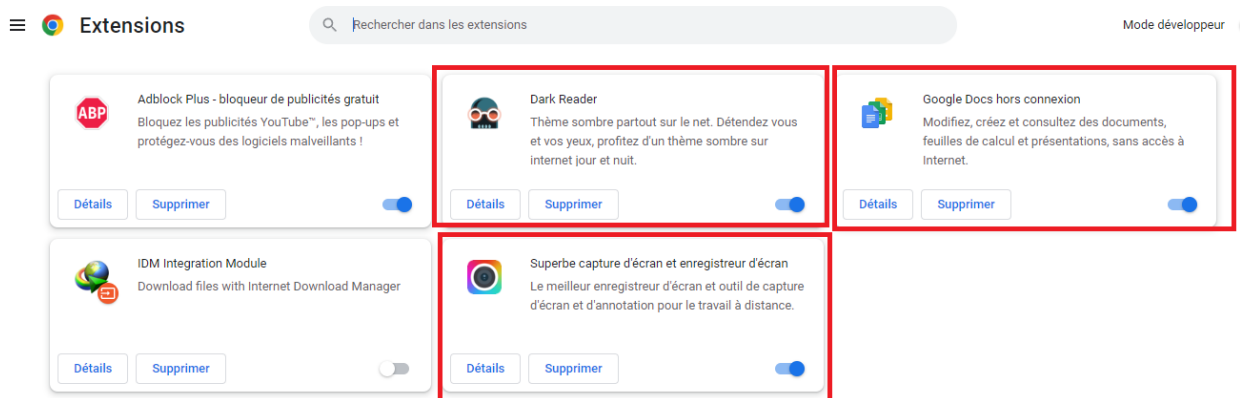 Extensions
Rechercher dans les extensions
Mode développeur
ABP
Adblock Plus - bloqueur de publicités gratuit
Bloquez les publicités YouTube™, les pop-ups et
protégez-vous des logiciels malveillants !
Détails Supprimer
Dark Reader
Thème sombre partout sur le net. Détendez vous
et vos yeux, profitez d'un thème sombre sur
internet jour et nuit.
Détails Supprimer
Google Docs hors connexion
Modifiez, créez et consultez des documents,
feuilles de calcul et présentations, sans accès à
Internet.
Détails Supprimer
IDM Integration Module
Download files with Internet Download Manager
Détails Supprimer
Superbe capture d'écran et enregistreur d'écran
Le meilleur enregistreur d'écran et outil de capture
d'écran et d'annotation pour le travail à distance.
Détails Supprimer